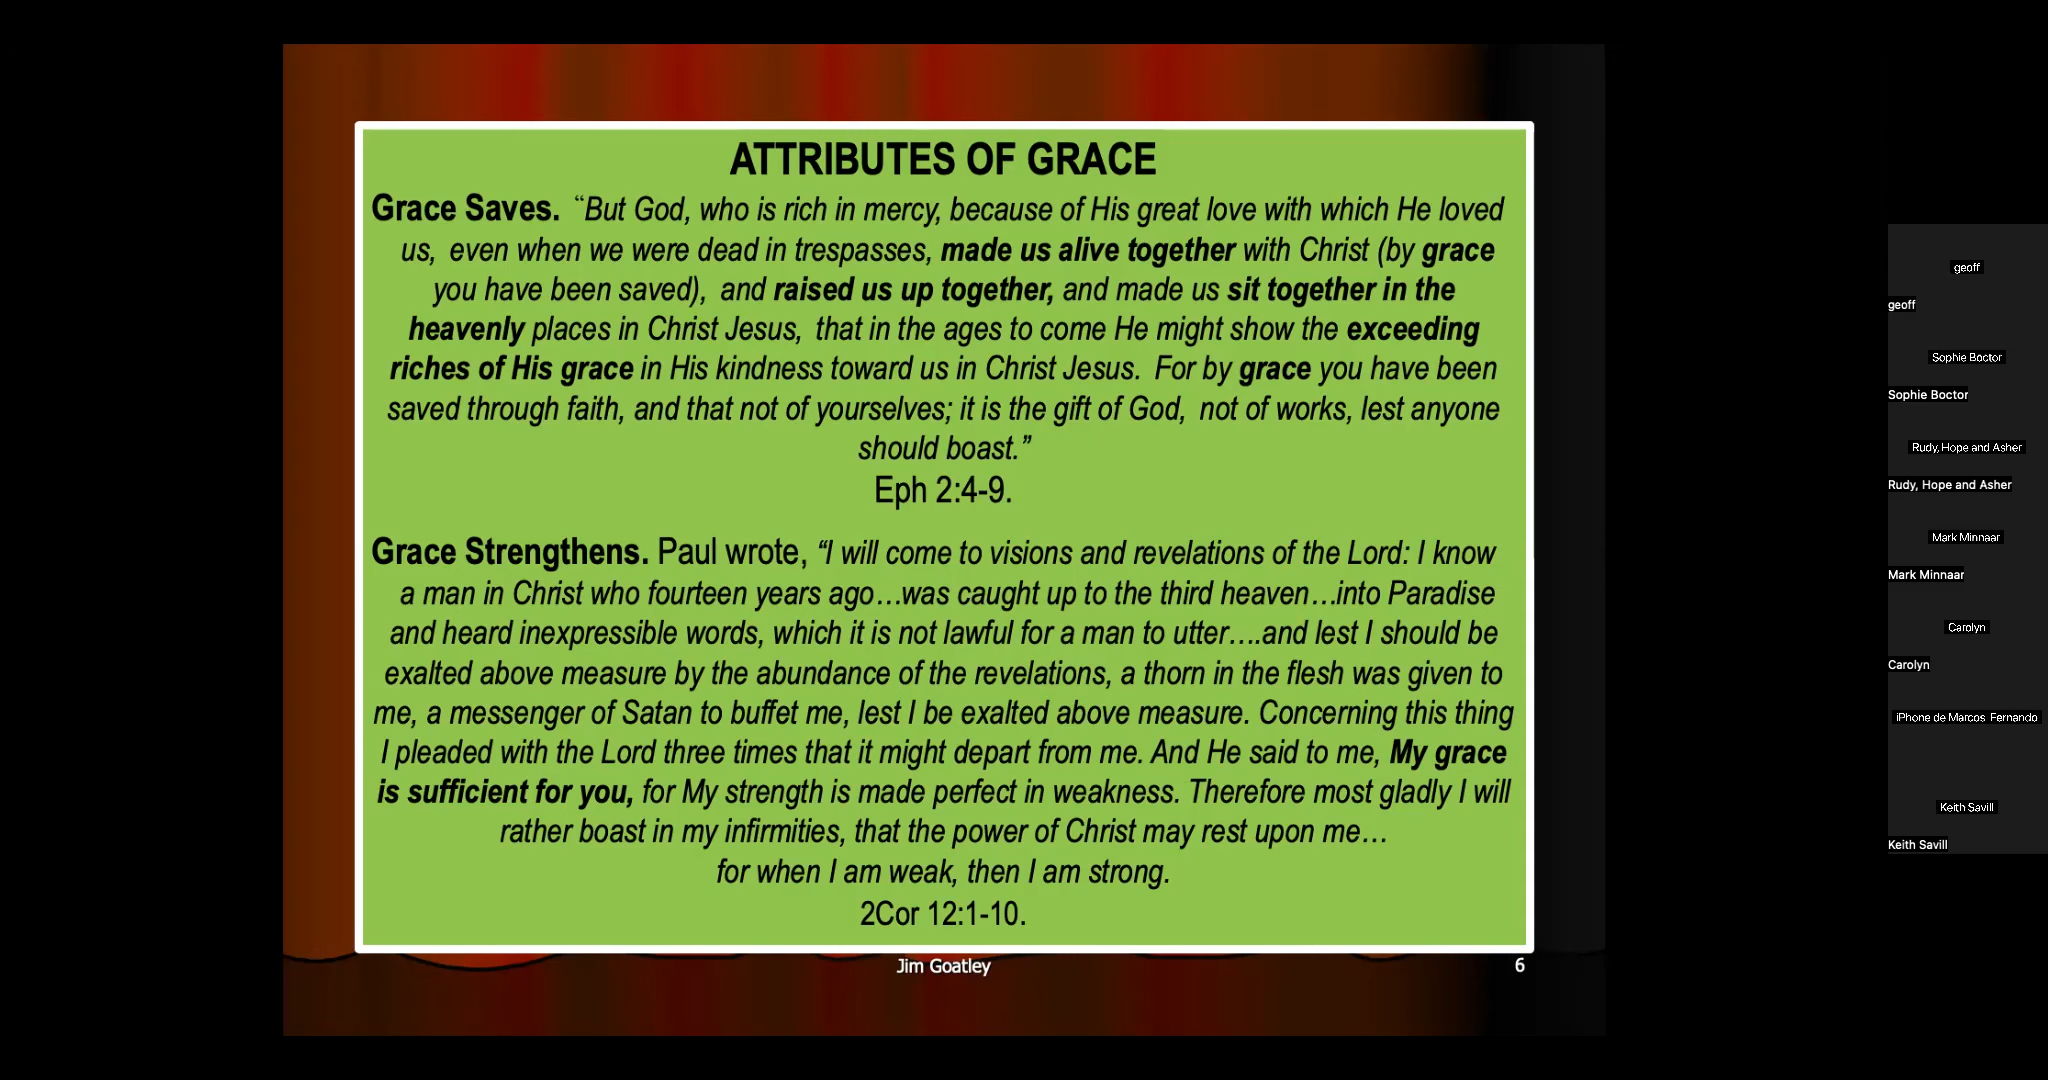 ATTRIBUTES OF GRACE
Grace Saves. “But God, who is rich in mercy, because of His great love with which He loved
us, even when we were dead in trespasses, made us alive together with Christ (by grace
you have been saved), and raised us up together, and made us sit together in the
heavenly places in Christ Jesus, that in the ages to come He might show the exceeding
riches of His grace in His kindness toward us in Christ Jesus. For by grace you have been
saved through faith, and that not of yourselves; it is the gift of God, not of works, lest anyone
should boast.”
Eph 2:4-9.
Grace Strengthens. Paul wrote, “I will come to visions and revelations of the Lord: I know
a man in Christ who fourteen years ago…was caught up to the third heaven…into Paradise
and heard inexpressible words, which it is not lawful for a man to utter….and lest I should be
exalted above measure by the abundance of the revelations, a thorn in the flesh was given to
me, a messenger of Satan to buffet me, lest I be exalted above measure. Concerning this thing
I pleaded with the Lord three times that it might depart from me. And He said to me, My grace
is sufficient for you, for My strength is made perfect in weakness. Therefore most gladly I will
rather boast in my infirmities, that the power of Christ may rest upon me…
for when I am weak, then I am strong.
2Cor 12:1-10.
Jim Goatley
6
geoff
geoff
Sophie Boctor
Sophie Boctor
Rudy, Hope and Asher
Rudy, Hope and Asher
Mark Minnaar
Mark Minnaar
Carolyn
Carolyn
iPhone de Marcos Fernando
Keith Savill
Keith Savill